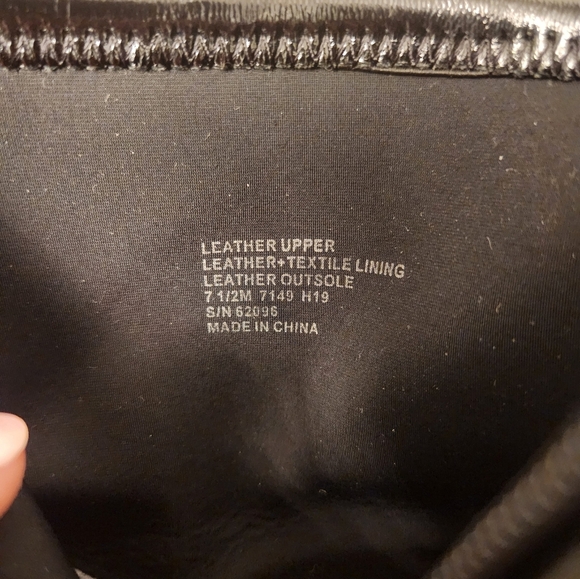 LEATHER UPPER
LEATHER+TEXTILE LINING
LEATHER OUTSOLE
7 1/2M 7149 H19
S/N 62096
MADE IN CHINA